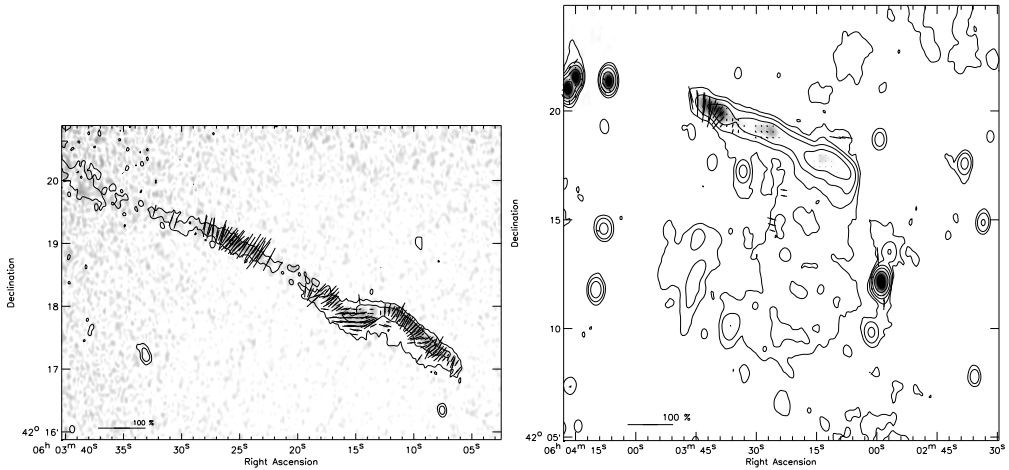 Declination
20
19
18
17
42° 16'
06ʰ 03ᵐ 40ˢ 35ˢ 30ˢ 25ˢ 20ˢ 15ˢ 10ˢ 05ˢ
Right Ascension
100 %
Declination
20
15
10
42° 05'
06ʰ 04ᵐ 15ˢ 00ˢ 03ᵐ 45ˢ 30ˢ 15ˢ 00ˢ 02ᵐ 45ˢ 30ˢ
Right Ascension
100 %